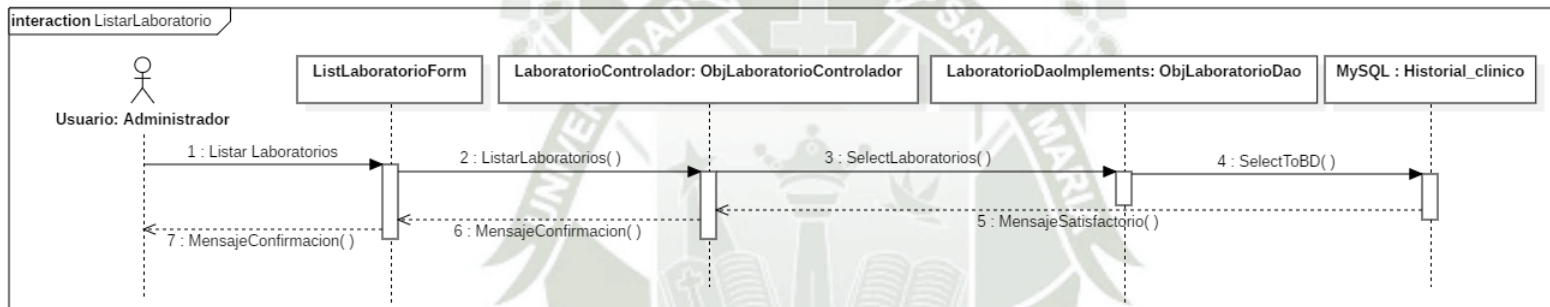 interaction ListarLaboratorio
Usuario: Administrador
ListLaboratorioForm
LaboratorioControlador: ObjLaboratorioControlador
LaboratorioDaoImplements: ObjLaboratorioDao
MySQL : Historial_clinico
1 : Listar Laboratorios
2 : ListarLaboratorios( )
3 : SelectLaboratorios( )
4 : SelectToBD( )
5 : MensajeSatisfactorio( )
6 : MensajeConfirmacion( )
7 : MensajeConfirmacion( )